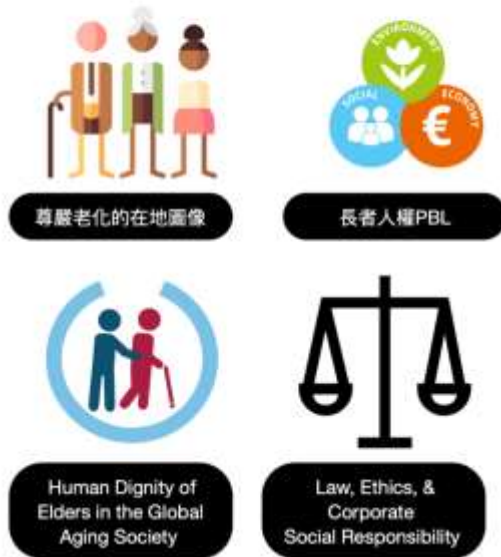 ENVIRONMENT
SOCIAL
ECONOMY
€
尊嚴老化的在地圖像
長者人權PBL
Human Dignity of
Elders in the Global
Aging Society
Law, Ethics, &
Corporate
Social Responsibility